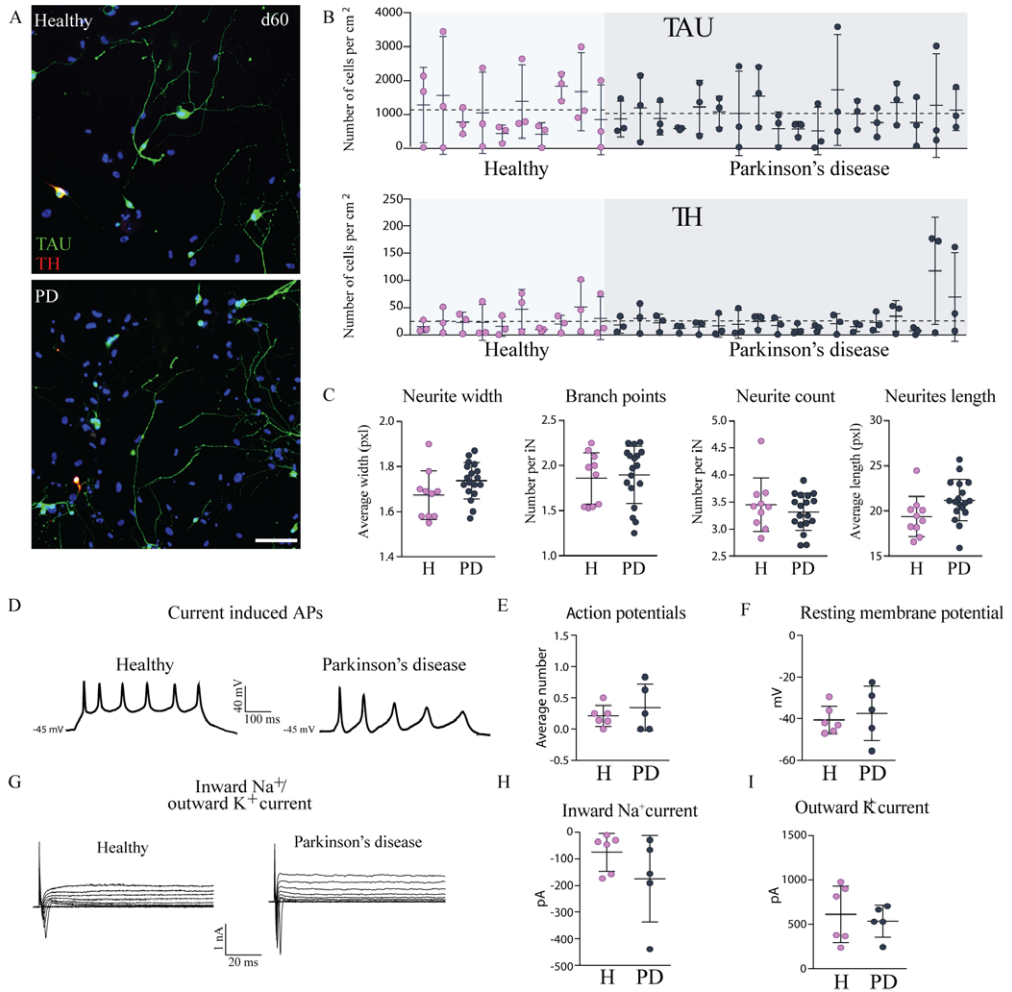 A
Healthy
d60
TAU
TH
PD
B
TAU
Number of cells per cm 2
4000
3000
2000
1000
0
Healthy
Parkinson's disease
TH
Number of cells per cm 2
250
200
150
100
50
0
Healthy
Parkinson's disease
C
Neurite width
Average width (pxl)
2.0
1.8
1.6
1.4
H
PD
Branch points
Number per iN
2.5
2.0
1.5
1.0
H
PD
Neurite count
Number per iN
5.0
4.5
4.0
3.5
3.0
2.5
H
PD
Neurites length
Average length (pxl)
30
25
20
15
H
PD
D
Current induced APs
Healthy
-45 mV
40 mV
100 ms
Parkinson's disease
-45 mV
E
Action potentials
Average number
1.5
1.0
0.5
0.0
-0.5
H
PD
F
Resting membrane potential
mV
0
-20
-40
-60
H
PD
G
Inward Na+/
outward K+current
Healthy
Parkinson's disease
1 nA
20 ms
H
Inward Na+current
pA
0
-100
-200
-300
-400
-500
H
PD
I
Outward K+current
pA
1500
1000
500
0
H
PD